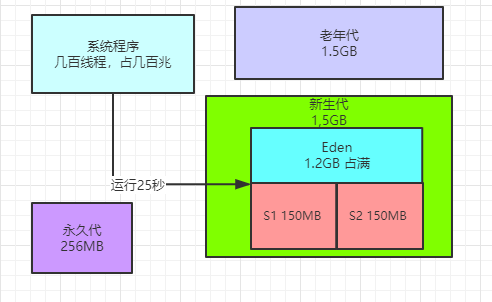 系统程序
几百线程，占几百兆
老年代
1.5GB
新生代
1,5GB
Eden
1.2GB 占满
运行25秒
S1 150MB
S2 150MB
永久代
256MB